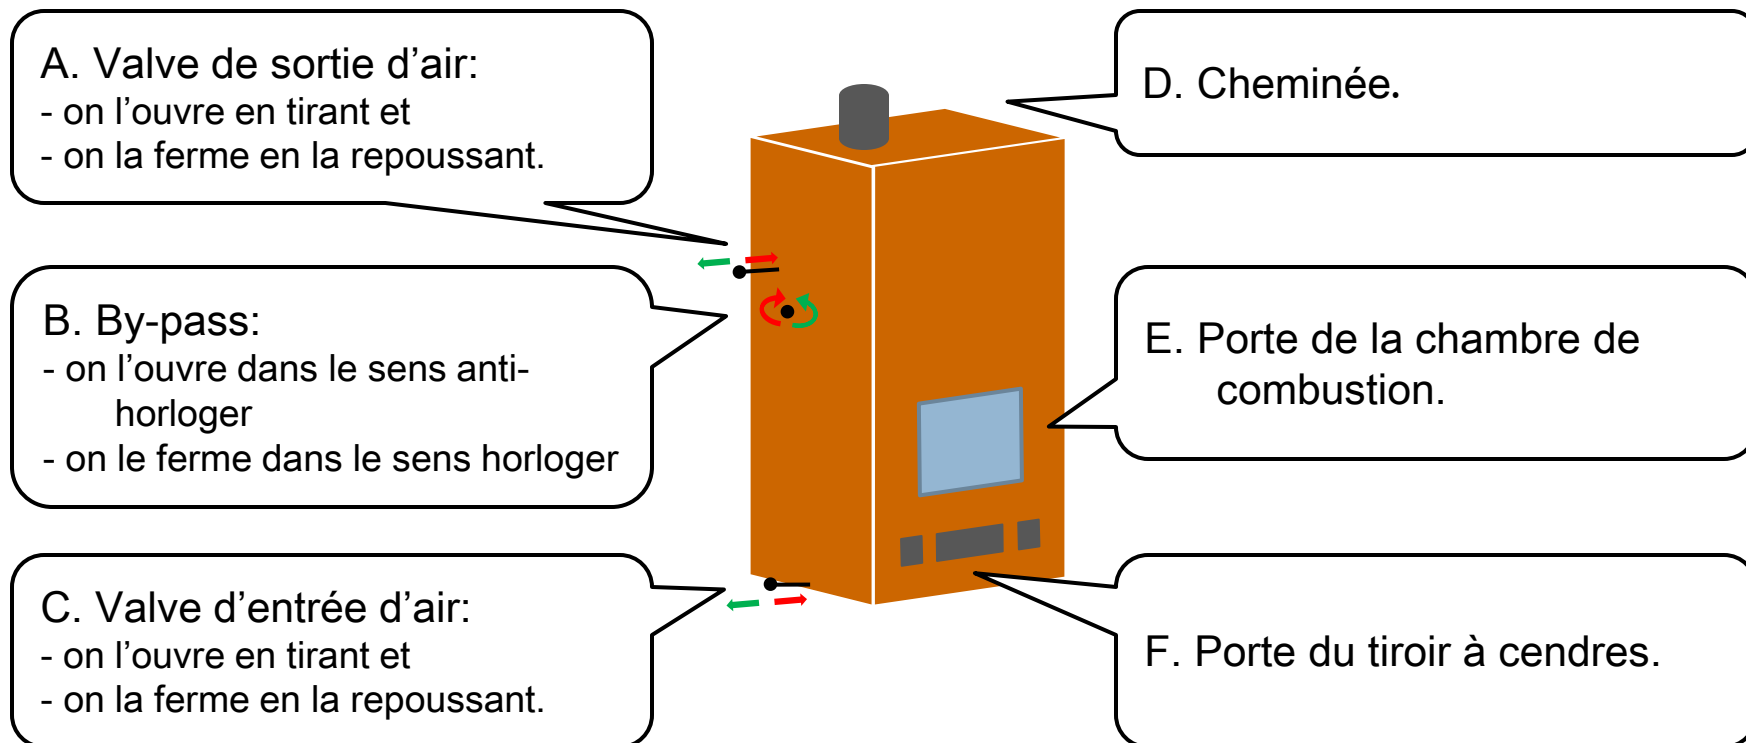 A. Valve de sortie d’air:
- on l’ouvre en tirant et
- on la ferme en la repoussant.
B. By-pass:
- on l’ouvre dans le sens anti-
horloger
- on le ferme dans le sens horloger
C. Valve d’entrée d’air:
- on l’ouvre en tirant et
- on la ferme en la repoussant.
D. Cheminée.
E. Porte de la chambre de
combustion.
F. Porte du tiroir à cendres.